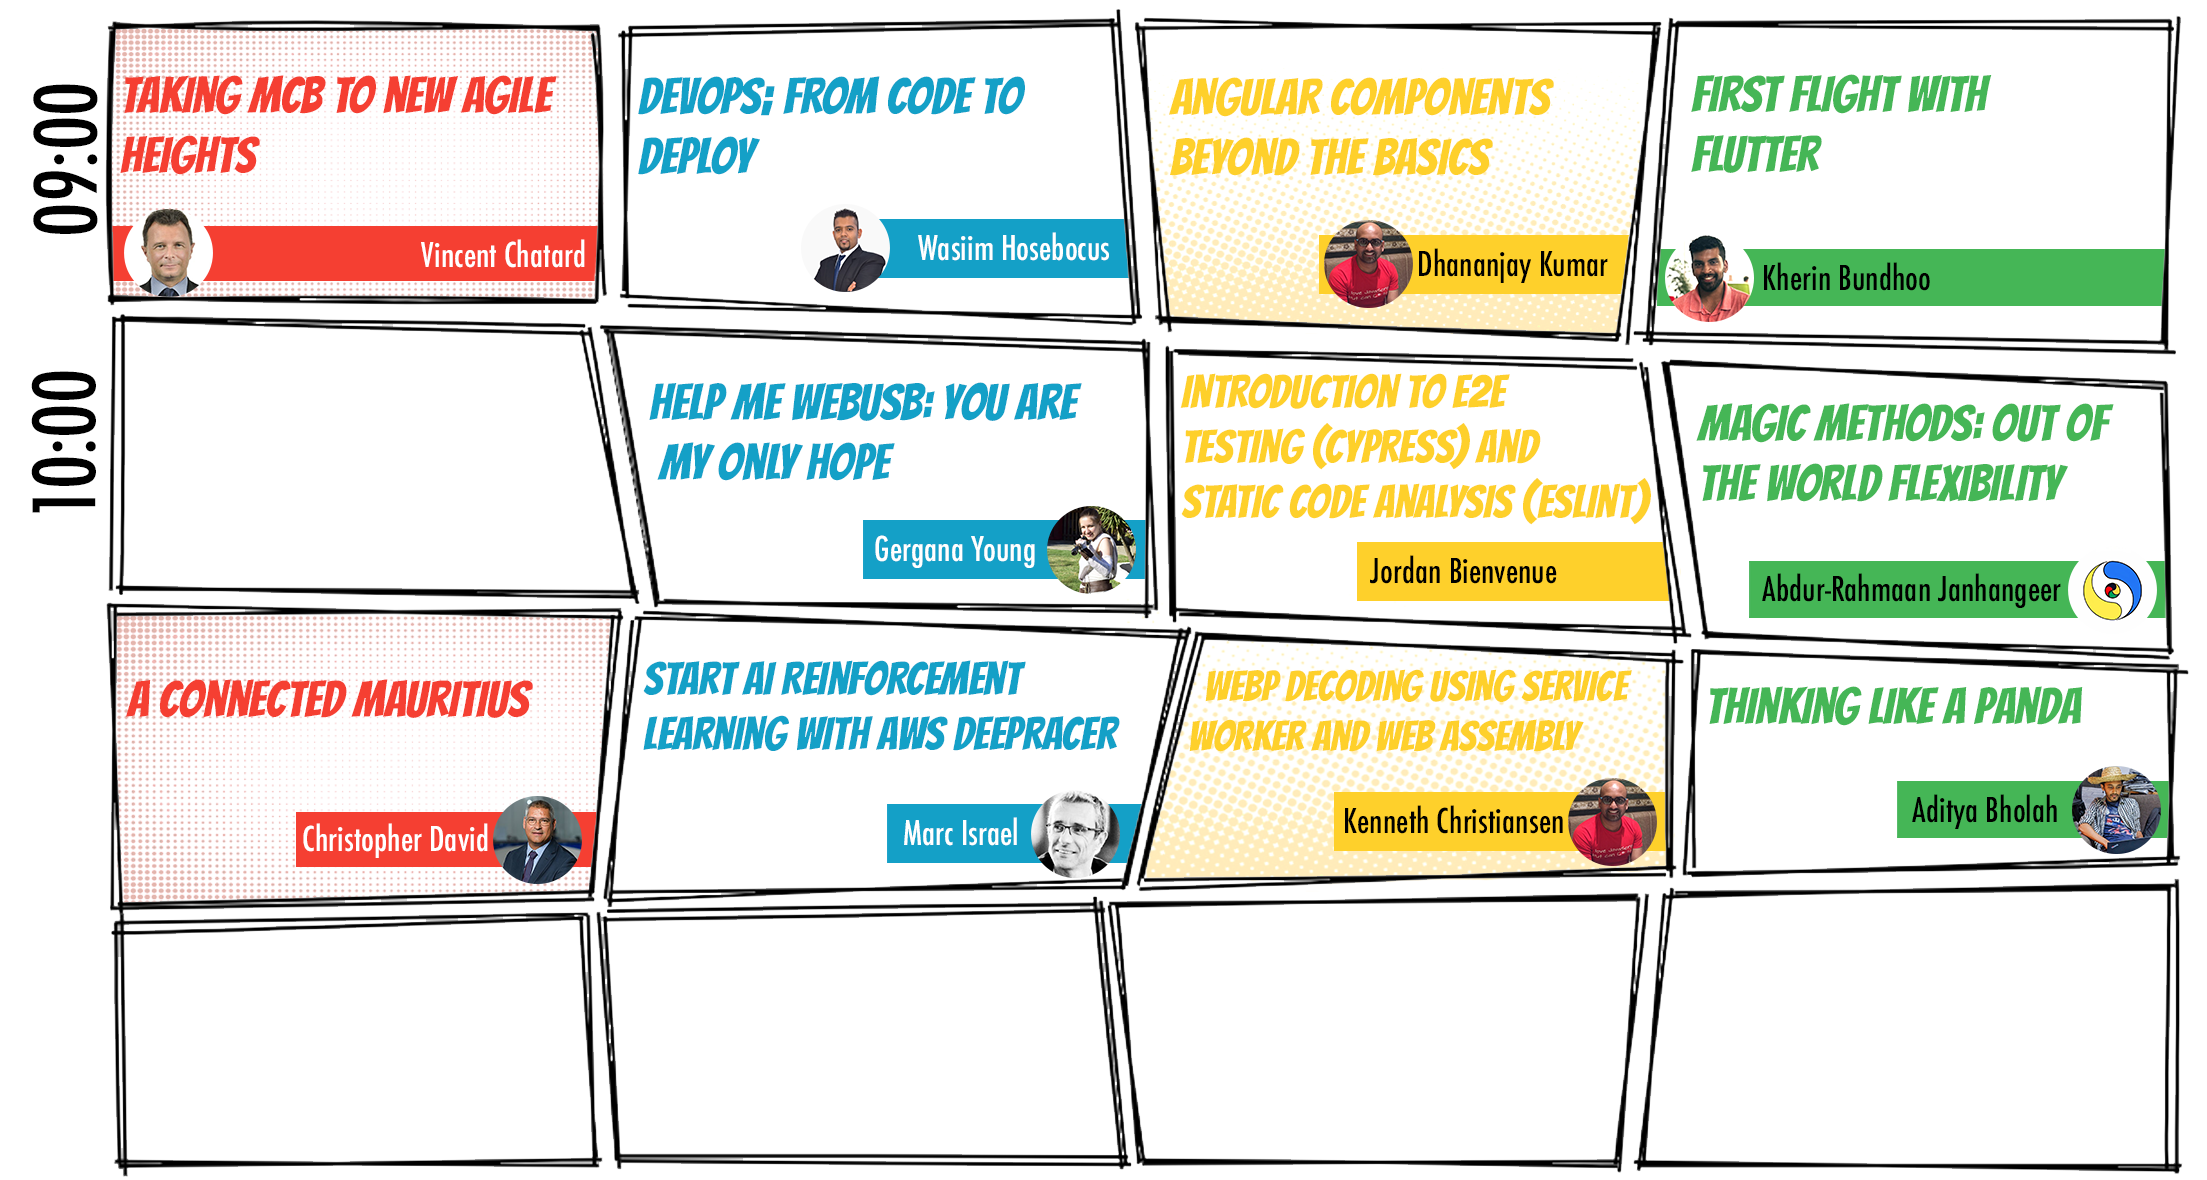 09:00
TAKING MCB TO NEW AGILE
HEIGHTS
Vincent Chatard
DEVOPS: FROM CODE TO
DEPLOY
Wasiim Hosebocus
ANGULAR COMPONENTS
BEYOND THE BASICS
Dhananjay Kumar
FIRST FLIGHT WITH
FLUTTER
Kherin Bundhoo
10:00
HELP ME WEBUSB: YOU ARE
MY ONLY HOPE
Gergana Young
INTRODUCTION TO E2E
TESTING (CYPRESS) AND
STATIC CODE ANALYSIS (ESLINT)
Jordan Bienvenue
MAGIC METHODS: OUT OF
THE WORLD FLEXIBILITY
Abdur-Rahmaan Janhangeer
A CONNECTED MAURITIUS
Christopher David
START AI REINFORCEMENT
LEARNING WITH AWS DEEPRACER
Marc Israel
WEBP DECODING USING SERVICE
WORKER AND WEB ASSEMBLY
Kenneth Christiansen
THINKING LIKE A PANDA
Aditya Bholah